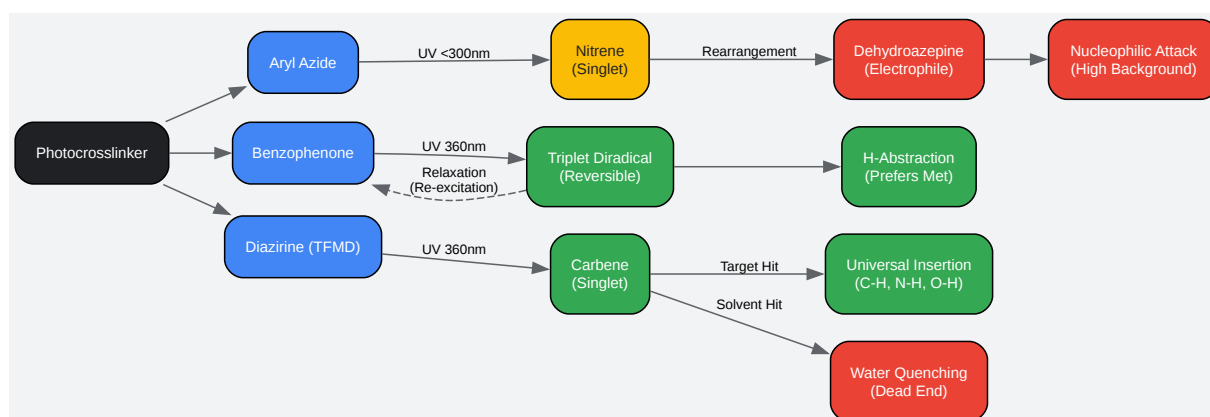 Photocrosslinker
Aryl Azide
UV <300nm
Nitrene
(Singlet)
Rearrangement
Dehydroazepine
(Electrophile)
Nucleophilic Attack
(High Background)
Benzophenone
UV 360nm
Relaxation
(Re-excitation)
Triplet Diradical
(Reversible)
H-Abstraction
(Prefers Met)
Diazirine (TFMD)
UV 360nm
Carbene
(Singlet)
Target Hit
Universal Insertion
(C-H, N-H, O-H)
Solvent Hit
Water Quenching
(Dead End)